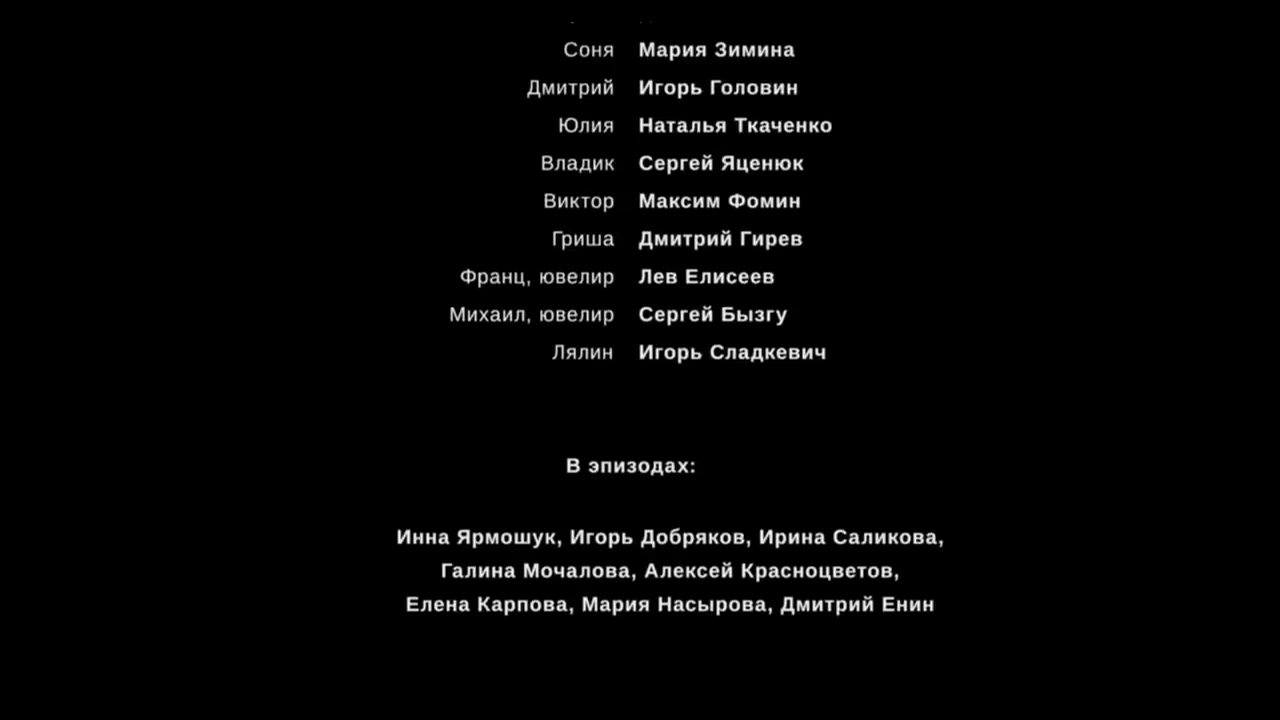 Соня Мария Зимина
Дмитрий Игорь Головин
Юлия Наталья Ткаченко
Владик Сергей Яценюк
Виктор Максим Фомин
Гриша Дмитрий Гирев
Франц, ювелир Лев Елисеев
Михаил, ювелир Сергей Бызгу
Лялин Игорь Сладкевич
В эпизодах:
Инна Ярмошук, Игорь Добряков, Ирина Саликова,
Галина Мочалова, Алексей Красноцветов,
Елена Карпова, Мария Насырова, Дмитрий Енин